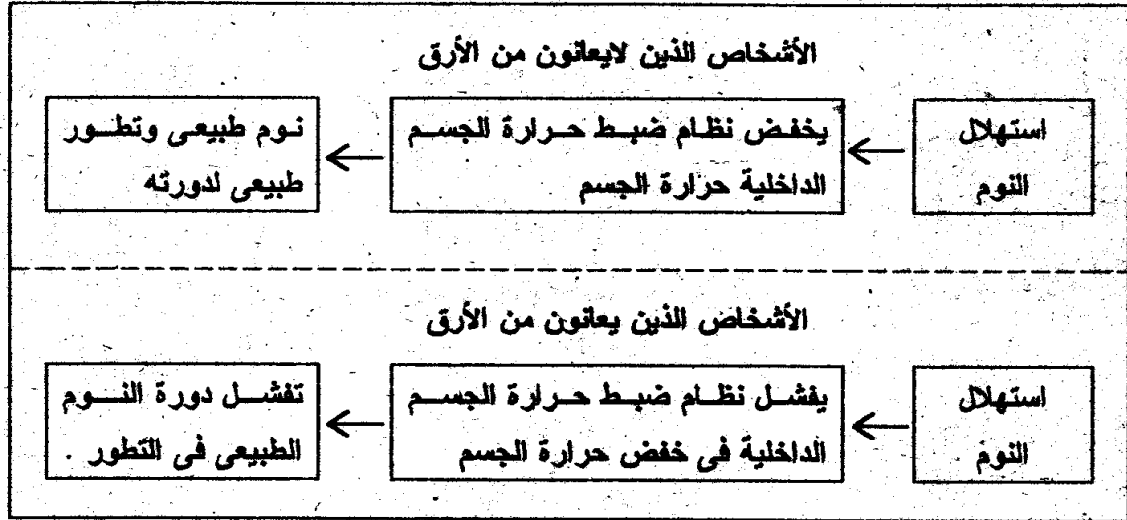 الأشخاص الذين لايعانون من الأرق
استهلال
النوم
يخفض نظام ضبط حرارة الجسم
الداخلية حرارة الجسم
نوم طبيعى وتطور
طبيعى لدورته
الأشخاص الذين يعانون من الأرق
استهلال
النوم
يفشل نظام ضبط حرارة الجسم
الداخلية فى خفض حرارة الجسم
تفشل دورة النوم
الطبيعى فى التطور .